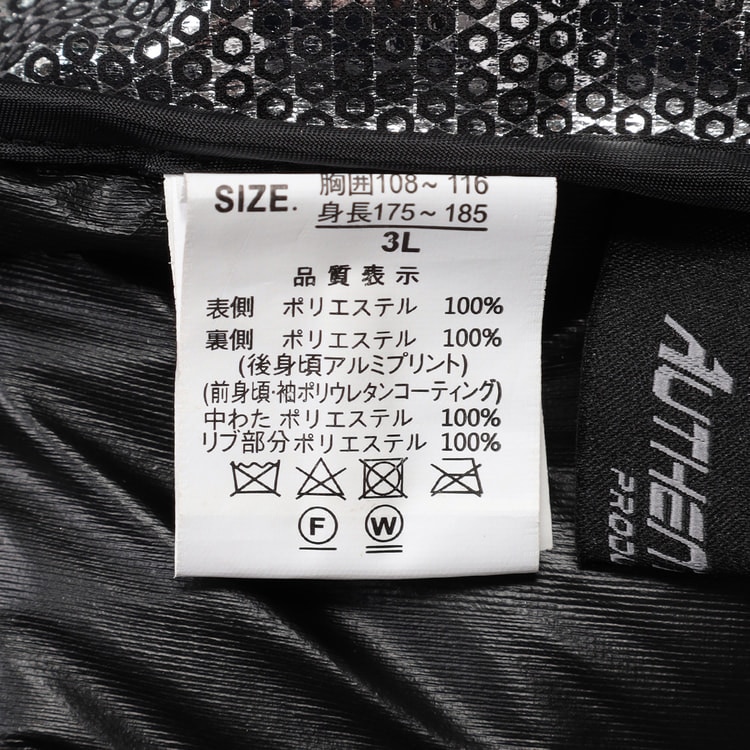 SIZE. 胸囲108~116
身長175~185
3L
品質表示
表側 ポリエステル 100%
裏側 ポリエステル 100%
(後身頃アルミプリント)
(前身頃・袖ポリウレタンコーティング)
中わた ポリエステル 100%
リブ部分ポリエステル 100%
F W
AUTHEN
PRODU